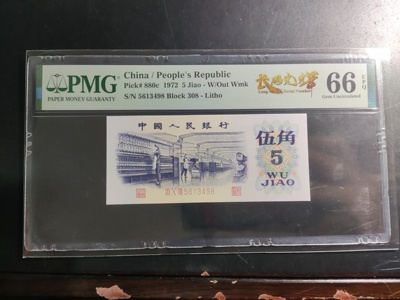 PMG
PAPER MONEY GUARANTY
China / People's Republic
Pick# 880c 1972 5 Jiao - W/Out Wmk
S/N 5613498 Block 308 - Litho
66 EPQ
Gem Uncirculated
中国人民银行
伍角
5
WU
JIAO
5613498